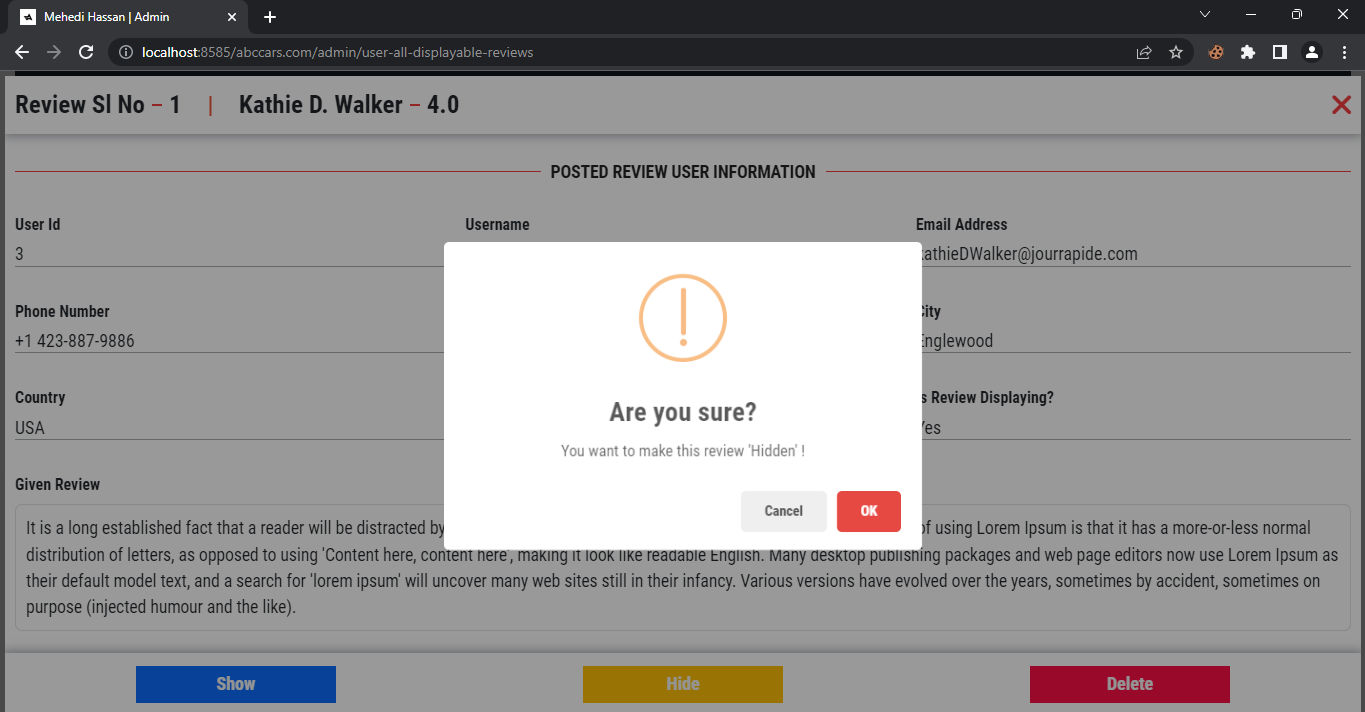 Mehedi Hassan | Admin
localhost:8585/abccars.com/admin/user-all-displayable-reviews
Review Sl No – 1 | Kathie D. Walker – 4.0
POSTED REVIEW USER INFORMATION
User Id Username Email Address
3 kathieDWalker@jourrapide.com
Phone Number City
+1 423-887-9886 Englewood
Are you sure?
Country Is Review Displaying?
USA Yes
You want to make this review 'Hidden' !
Given Review
Cancel OK
It is a long established fact that a reader will be distracted by of using Lorem Ipsum is that it has a more-or-less normal
distribution of letters, as opposed to using 'Content here, content here', making it look like readable English. Many desktop publishing packages and web page editors now use Lorem Ipsum as
their default model text, and a search for 'lorem ipsum' will uncover many web sites still in their infancy. Various versions have evolved over the years, sometimes by accident, sometimes on
purpose (injected humour and the like).
Show Hide Delete